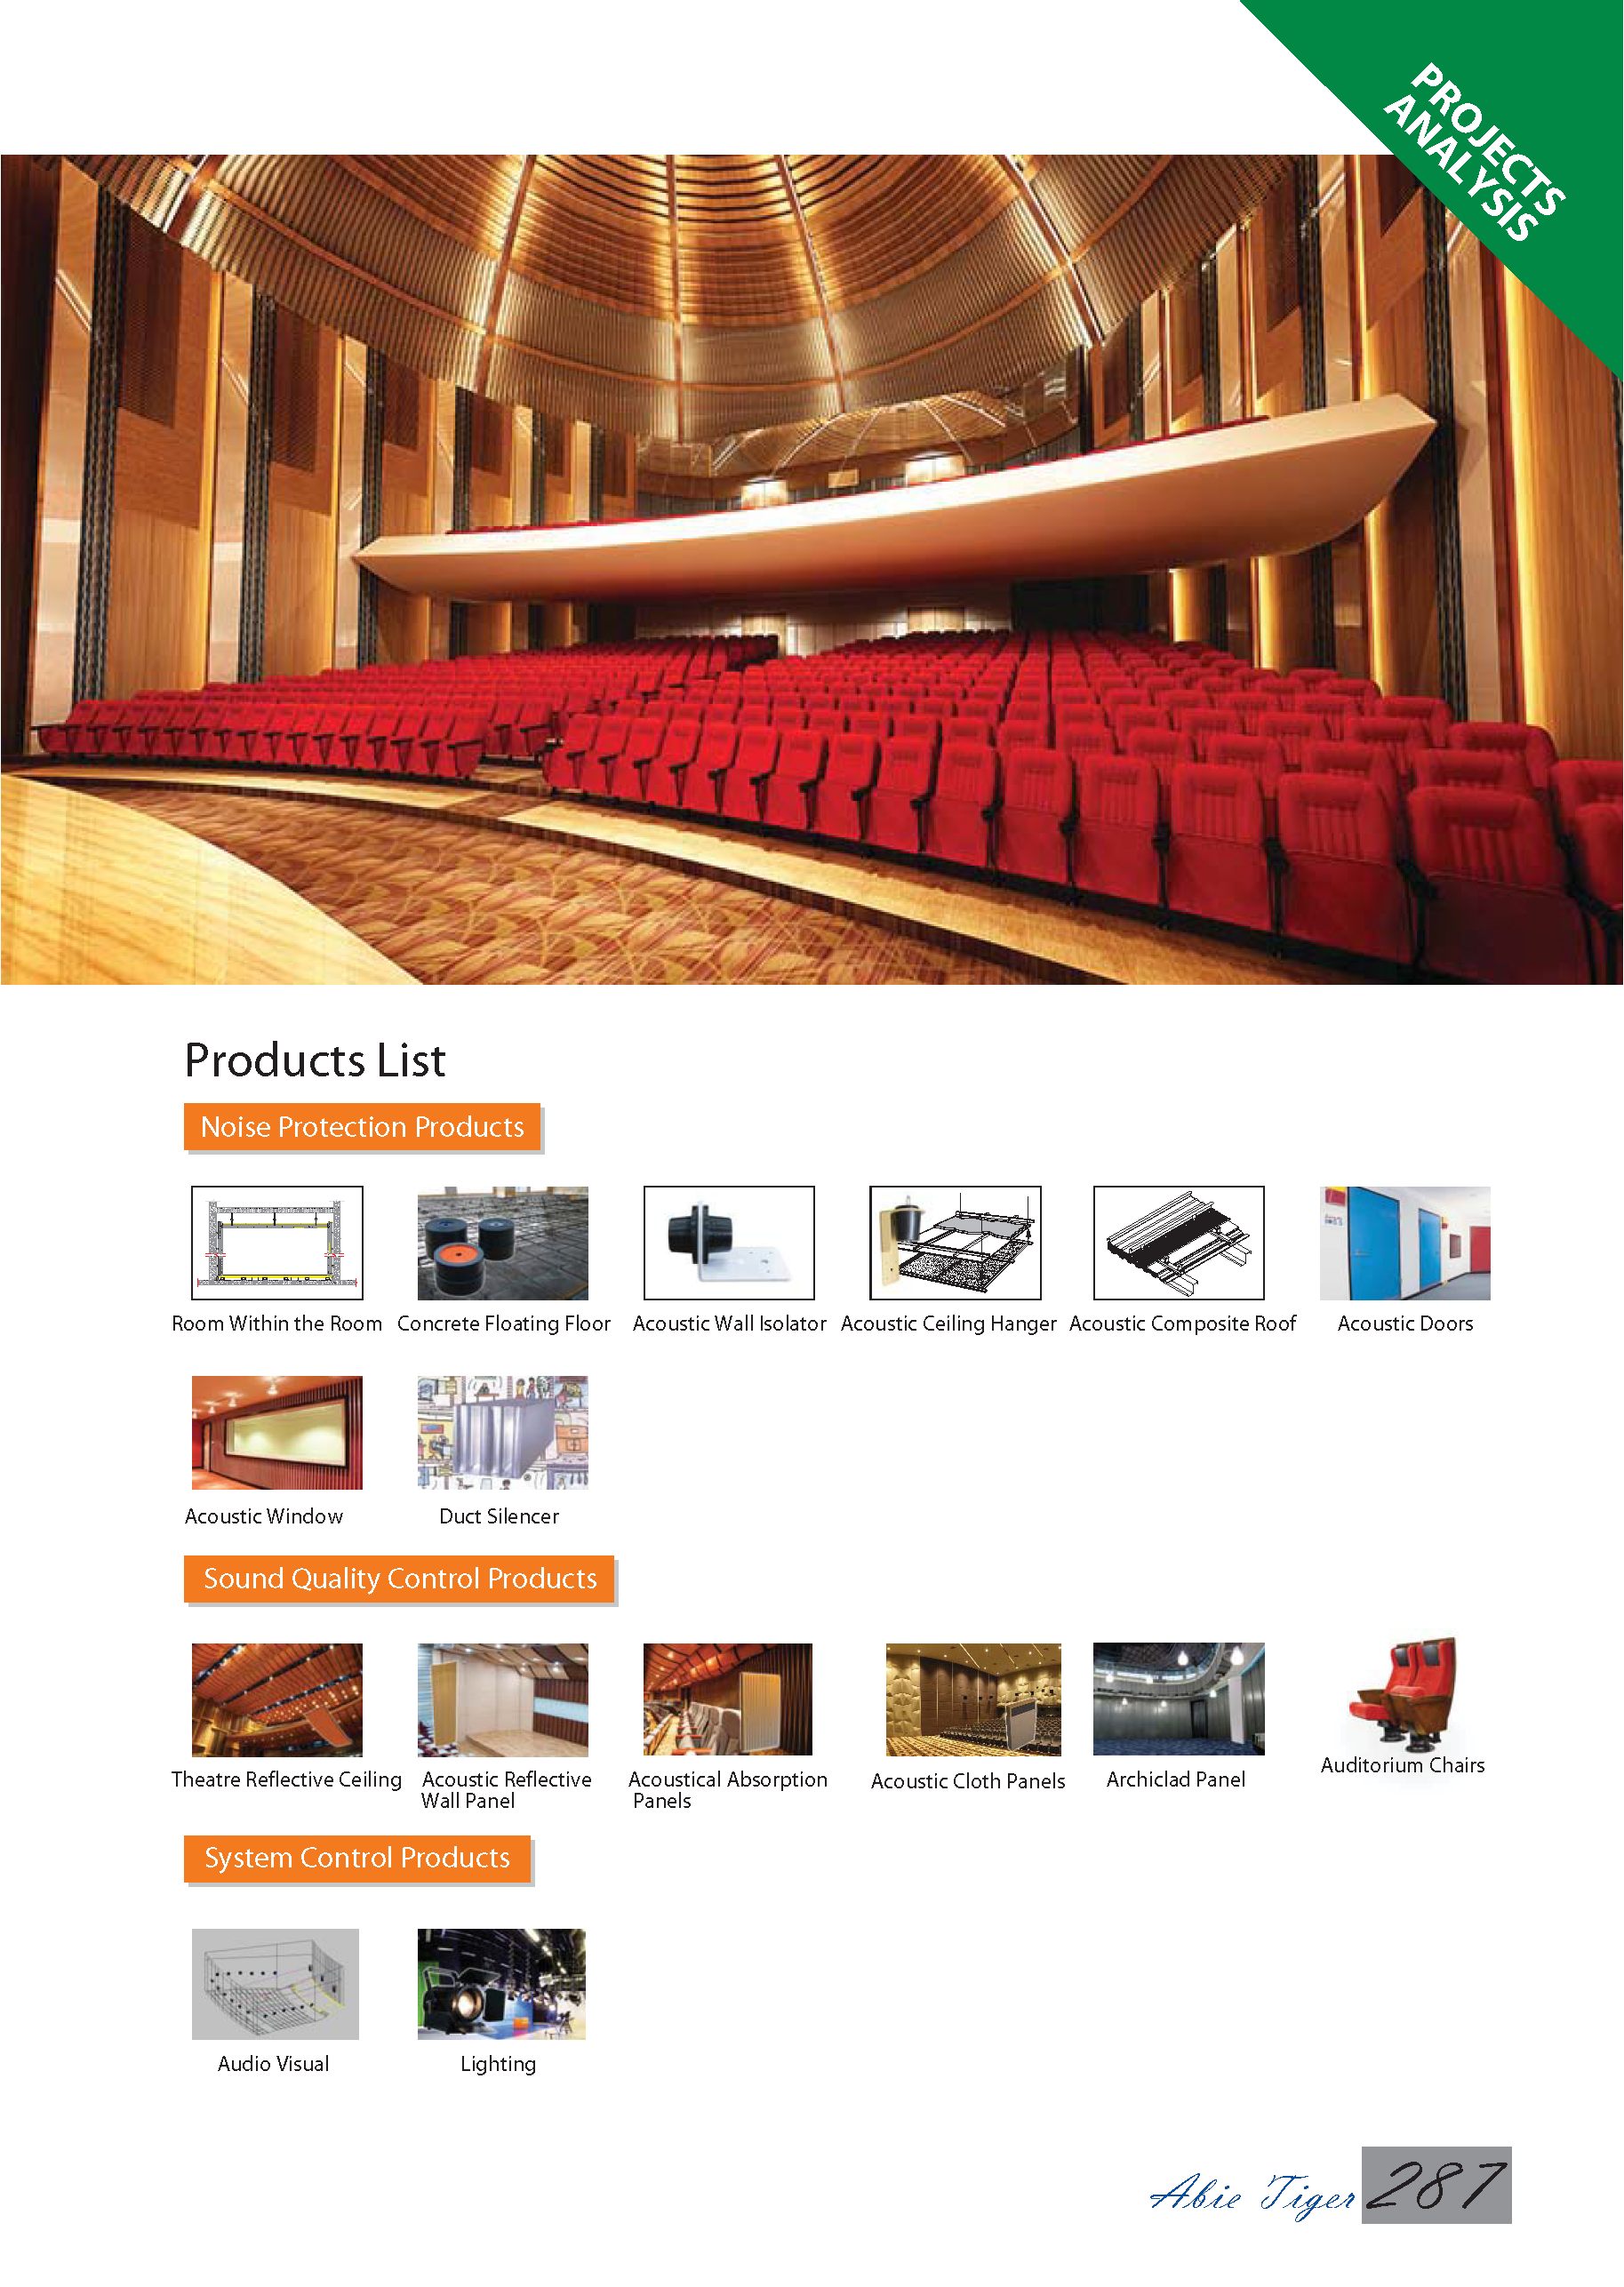 PROJECTS
ANALYSIS
Products List
Noise Protection Products
Room Within the Room
Concrete Floating Floor
Acoustic Wall Isolator
Acoustic Ceiling Hanger
Acoustic Composite Roof
Acoustic Doors
Acoustic Window
Duct Silencer
Sound Quality Control Products
Theatre Reflective Ceiling
Acoustic Reflective
Wall Panel
Acoustical Absorption
Panels
Acoustic Cloth Panels
Archiclad Panel
Auditorium Chairs
System Control Products
Audio Visual
Lighting
Abie Tiger 287